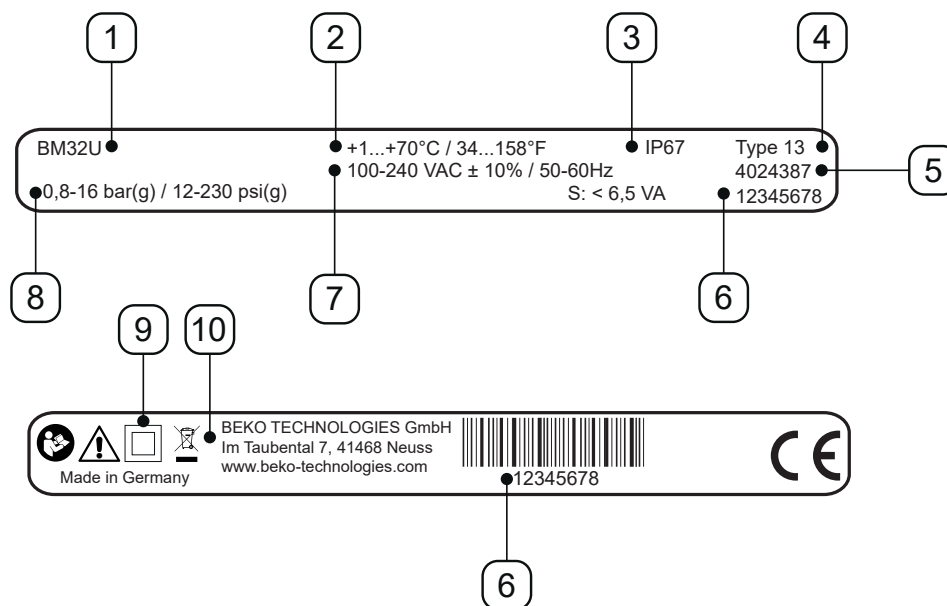 1 2 3 4
BM32U +1...+70°C / 34...158°F IP67 Type 13
100-240 VAC ± 10% / 50-60Hz 4024387 5
0,8-16 bar(g) / 12-230 psi(g) S: < 6,5 VA 12345678
8 7 6
9 10
BEKO TECHNOLOGIES GmbH
Im Taubental 7, 41468 Neuss
www.beko-technologies.com
Made in Germany
12345678
CE
6